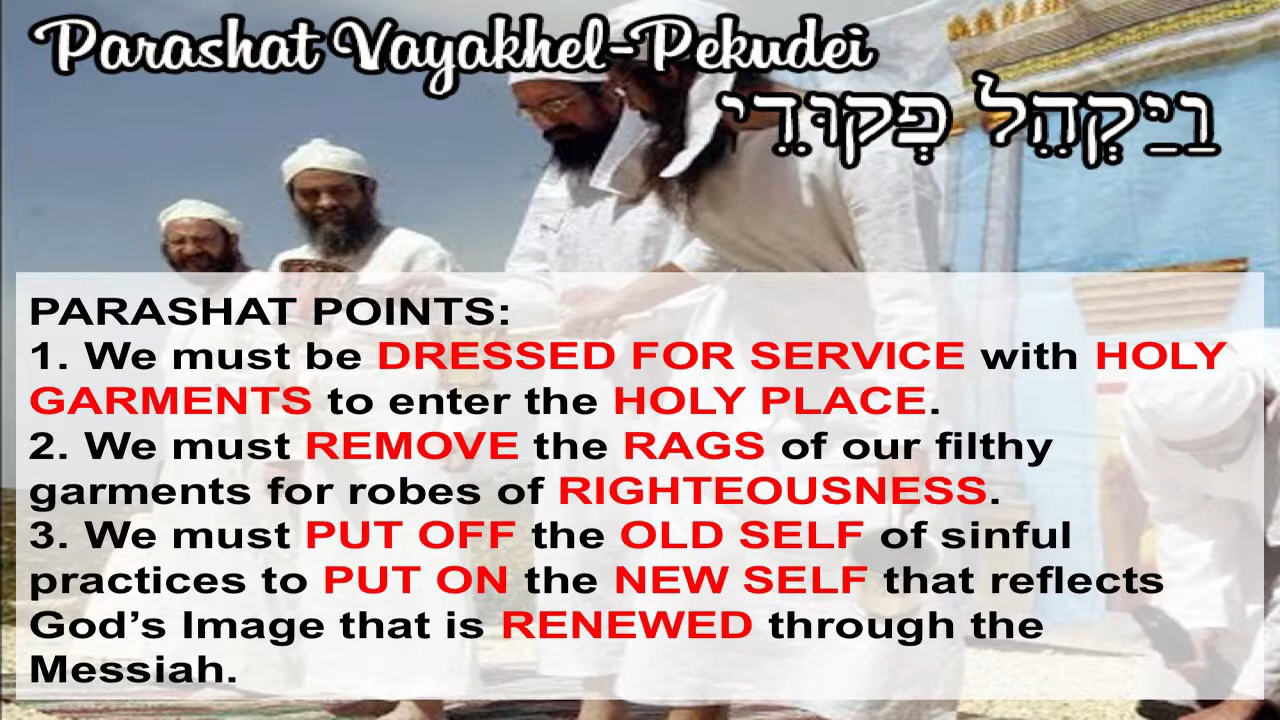 Parashat Vayakhel-Pekudei
וַיַּקְהֵל פְקוּדֵי
PARASHAT POINTS:
1. We must be DRESSED FOR SERVICE with HOLY
GARMENTS to enter the HOLY PLACE.
2. We must REMOVE the RAGS of our filthy
garments for robes of RIGHTEOUSNESS.
3. We must PUT OFF the OLD SELF of sinful
practices to PUT ON the NEW SELF that reflects
God’s Image that is RENEWED through the
Messiah.